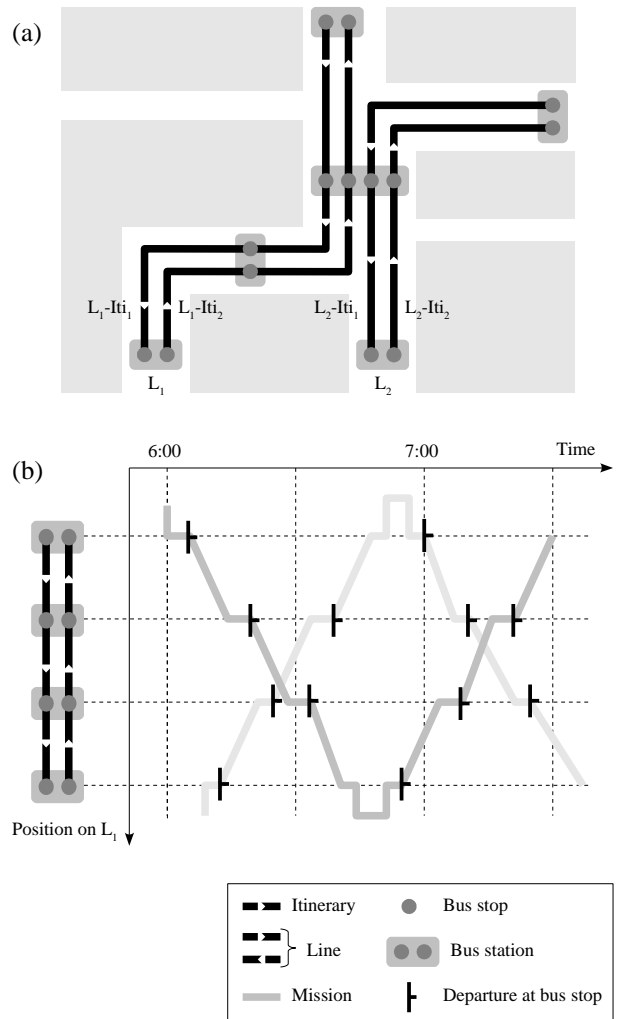 (a)
L₁-Iti₁ L₁-Iti₂ L₂-Iti₁ L₂-Iti₂
L₁ L₂
6:00 7:00 Time
(b)
Position on L₁
Itinerary Bus stop
Line Bus station
Mission Departure at bus stop